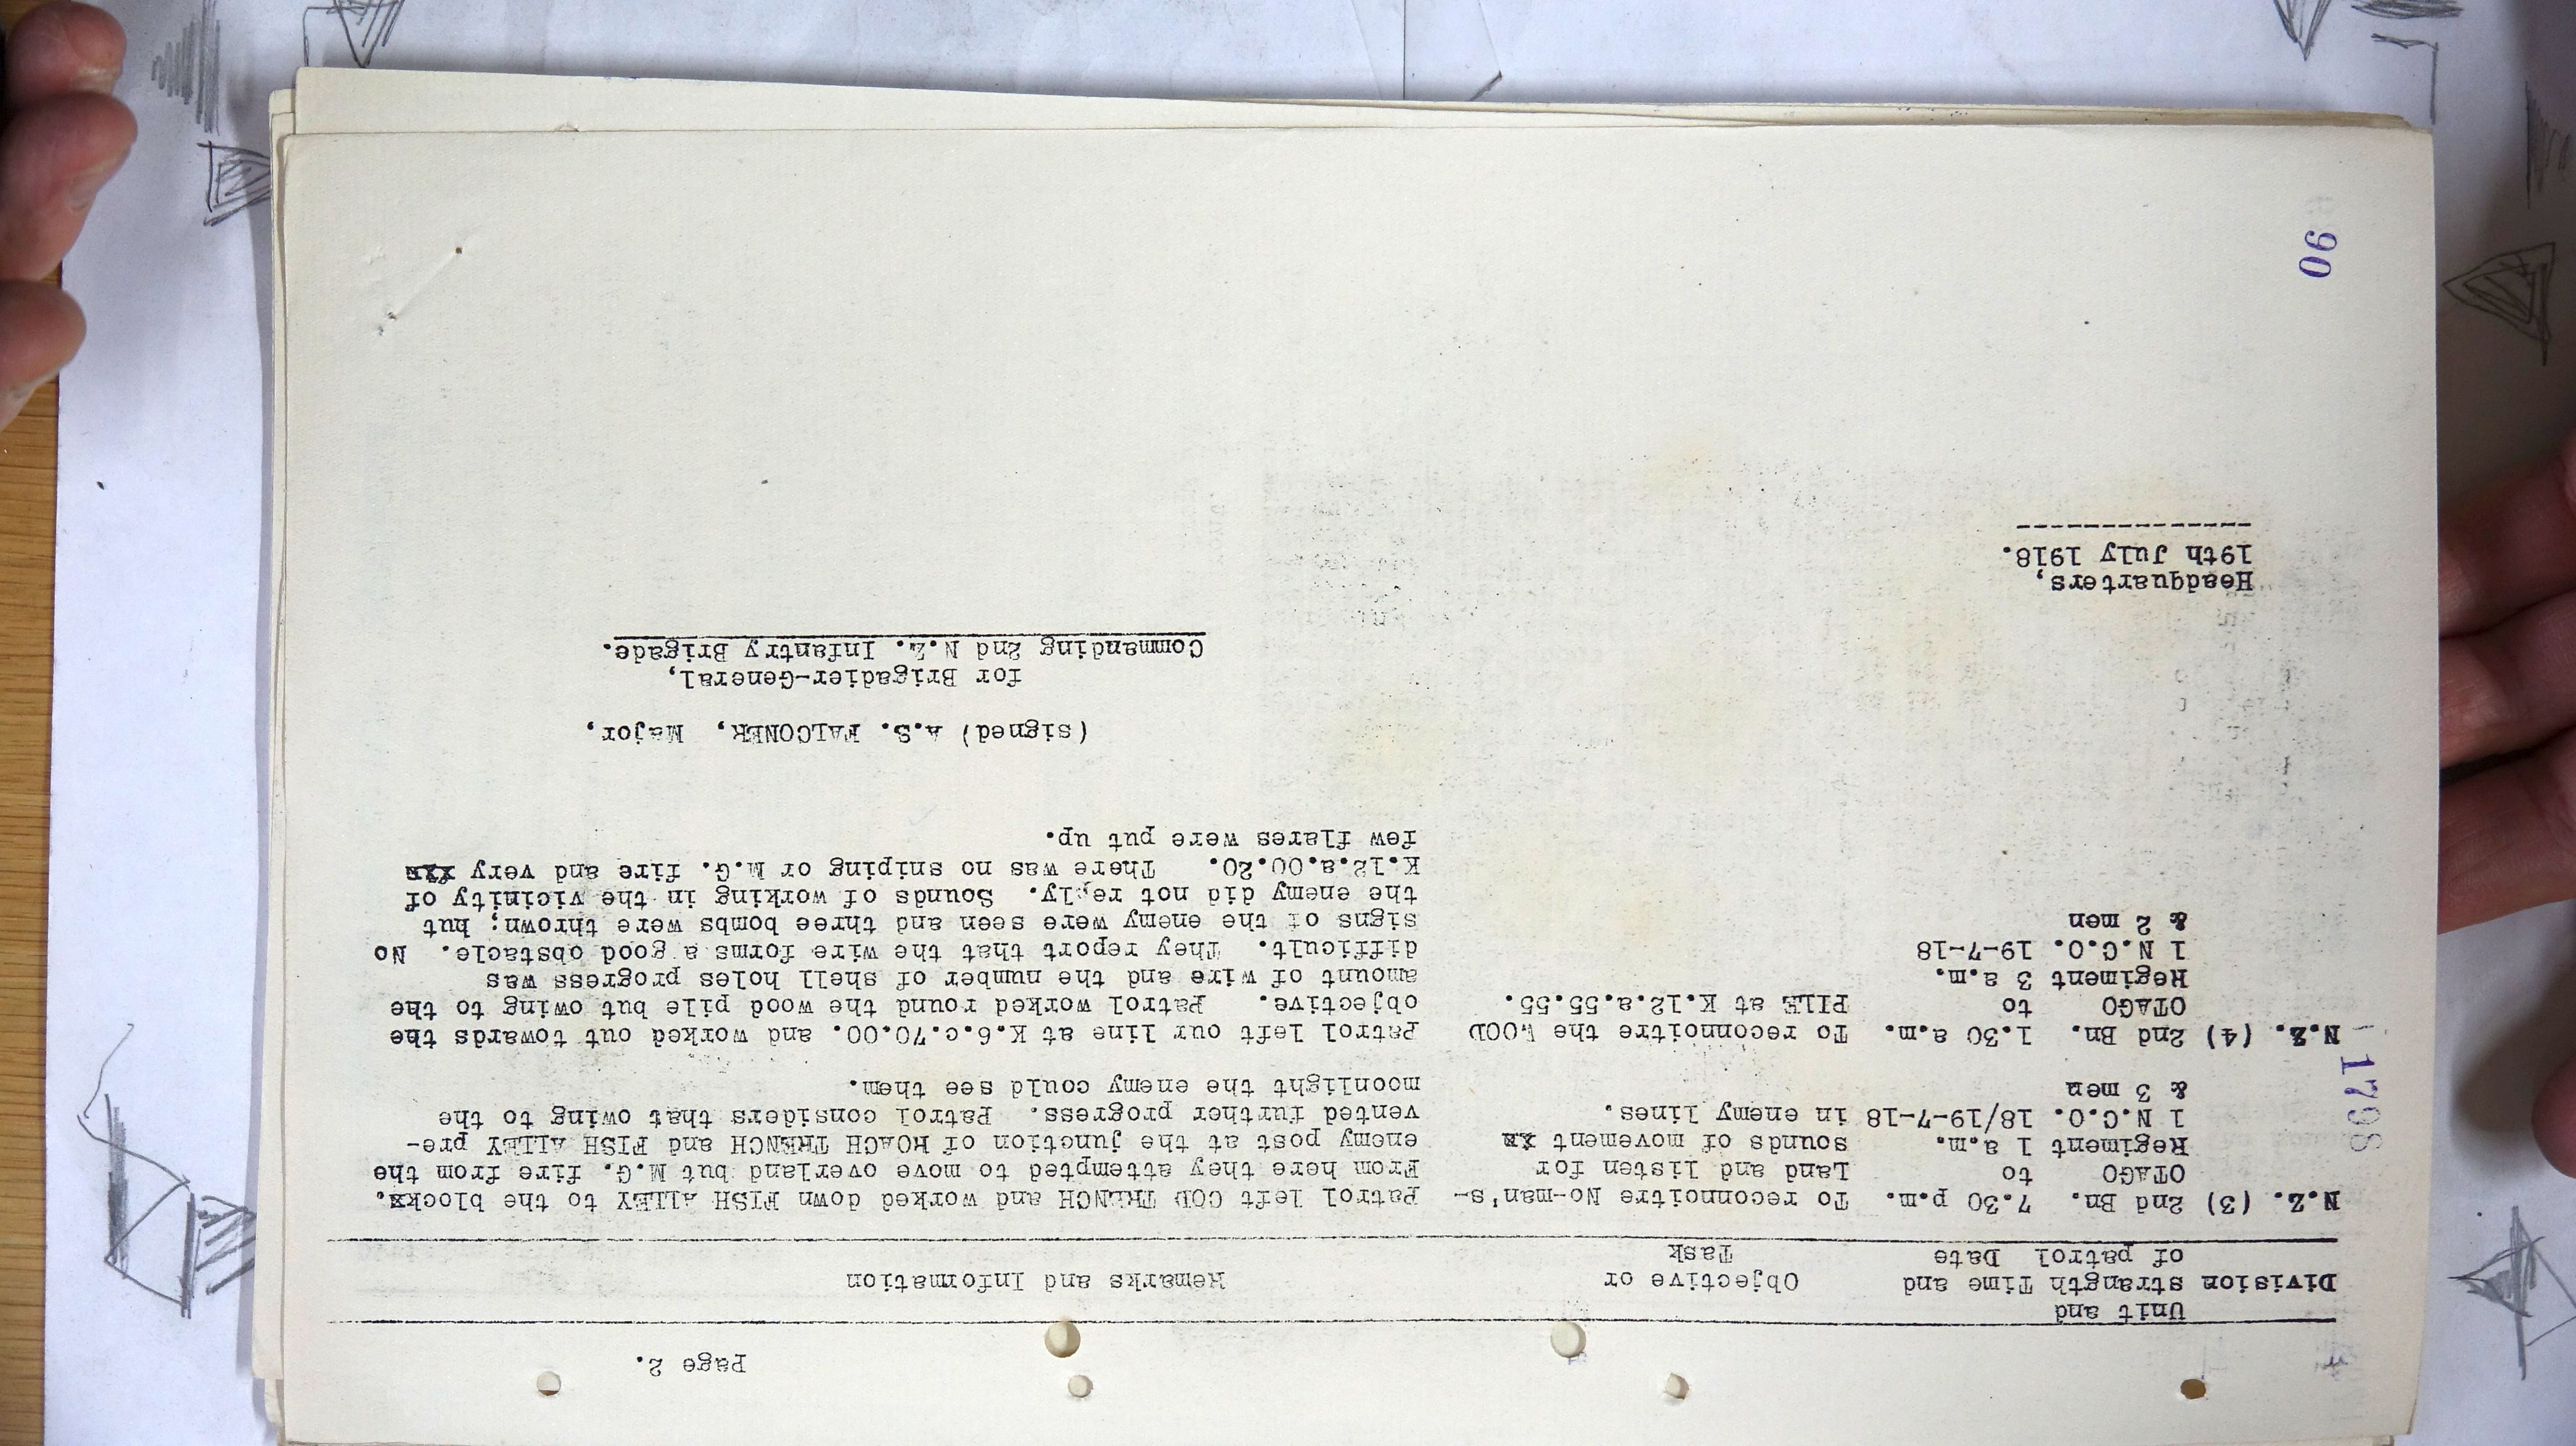 Page 2.
Unit and
Division strangth Time and Objective or Remarks and Information
of patrol Date Task
N.Z. (3) 2nd Bn. 7.30 p.m. To reconnoitre No-man's- Patrol left COD TRENCH and worked down FISH ALLEY to the blocks.
OTAGO to Land and listen for From here they attempted to move overland but M.G. fire from the
Regiment 1 a.m. sounds of movement enemy post at the junction of ROACH TRENCH and FISH ALLEY pre-
1 N.C.O. 18/19-7-18 in enemy lines. vented further progress. Patrol considers that owing to the
& 3 men moonlight the enemy could see them.
N.Z. (4) 2nd Bn. 1.30 a.m. To reconnoitre the WOOD Patrol left our line at K.6.c.70.00. and worked out towards the
OTAGO to PILE at K.12.a.55.55. objective. Patrol worked round the wood pile but owing to the
Regiment 3 a.m. amount of wire and the number of shell holes progress was
1 N.C.O. 19-7-18 difficult. They report that the wire forms a good obstacle. No
& 2 men signs of the enemy were seen and three bombs were thrown; but
the enemy did not reply. Sounds of working in the vicinity of
K.12.a.00.20. There was no sniping or M.G. fire and very
few flares were put up.
(signed) A.S. FALCONER, Major,
for Brigadier-General,
Commanding 2nd N.Z. Infantry Brigade.
Headquarters,
19th July 1918.
---------------
1798
90